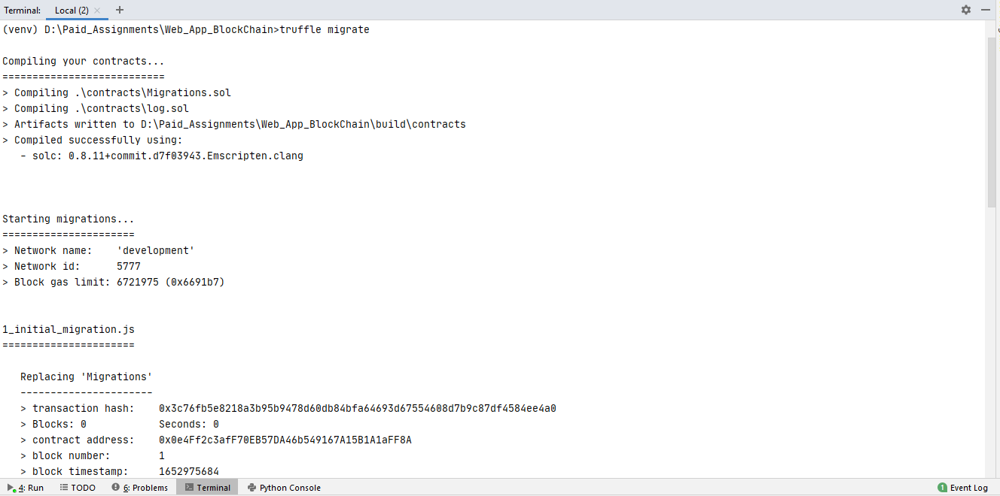 Terminal: Local (2) × +
(venv) D:\Paid_Assignments\Web_App_BlockChain>truffle migrate
Compiling your contracts...
===========================
> Compiling .\contracts\Migrations.sol
> Compiling .\contracts\log.sol
> Artifacts written to D:\Paid_Assignments\Web_App_BlockChain\build\contracts
> Compiled successfully using:
   - solc: 0.8.11+commit.d7f03943.Emscripten.clang
Starting migrations...
======================
> Network name:    'development'
> Network id:      5777
> Block gas limit: 6721975 (0x6691b7)
1_initial_migration.js
======================
   Replacing 'Migrations'
   ----------------------
   > transaction hash:    0x3c76fb5e8218a3b95b9478d60db84bfa64693d67554608d7b9c87df4584ee4a0
   > Blocks: 0            Seconds: 0
   > contract address:    0x0e4Ff2c3afF70EB57DA46b549167A15B1A1aFF8A
   > block number:        1
   > block timestamp:     1652975684
4: Run TODO 6: Problems Terminal Python Console 1 Event Log